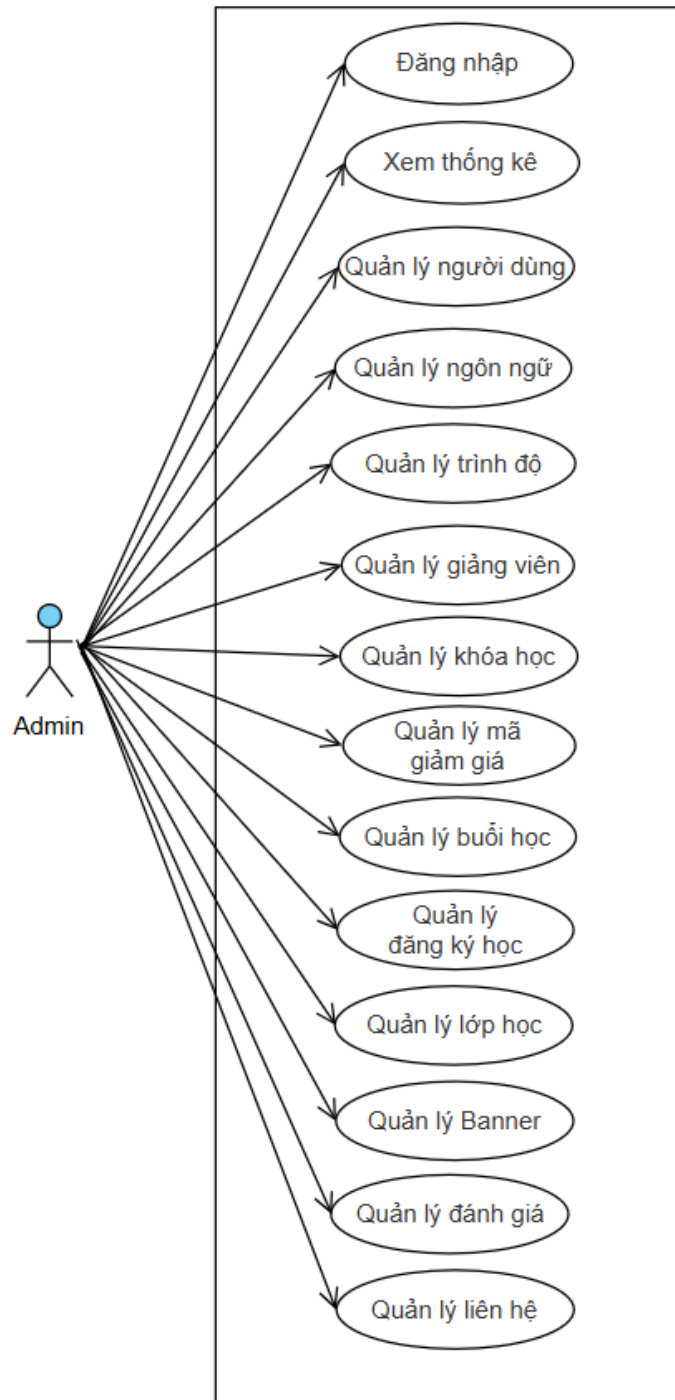 Đăng nhập
Xem thống kê
Quản lý người dùng
Quản lý ngôn ngữ
Quản lý trình độ
Quản lý giảng viên
Admin
Quản lý khóa học
Quản lý mã
giảm giá
Quản lý buổi học
Quản lý
đăng ký học
Quản lý lớp học
Quản lý Banner
Quản lý đánh giá
Quản lý liên hệ